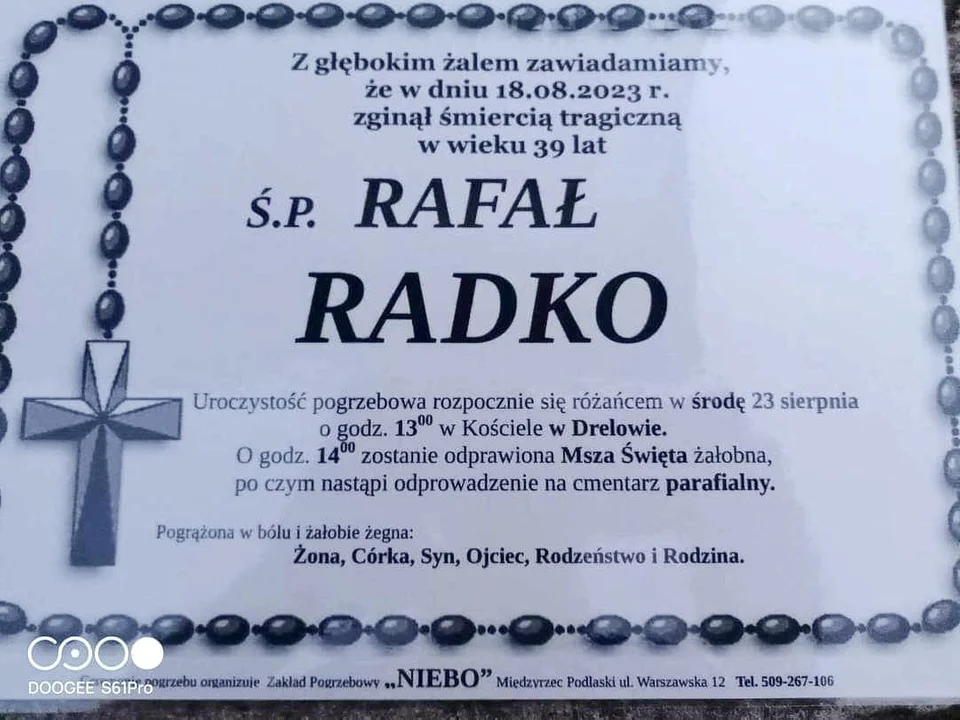 Z głębokim żalem zawiadamiamy,
że w dniu 18.08.2023 r.
zginął śmiercią tragiczną
w wieku 39 lat
Ś.P. RAFAŁ
RADKO
Uroczystość pogrzebowa rozpocznie się różańcem w środę 23 sierpnia
o godz. 13⁰⁰ w Kościele w Drelowie.
O godz. 14⁰⁰ zostanie odprawiona Msza Święta żałobna,
po czym nastąpi odprowadzenie na cmentarz parafialny.
Pogrążona w bólu i żałobie żegna:
Żona, Córka, Syn, Ojciec, Rodzeństwo i Rodzina.
pogrzebu organizuje Zakład Pogrzebowy „NIEBO” Międzyrzec Podlaski ul. Warszawska 12 Tel. 509-267-106
DOOGEE S61Pro